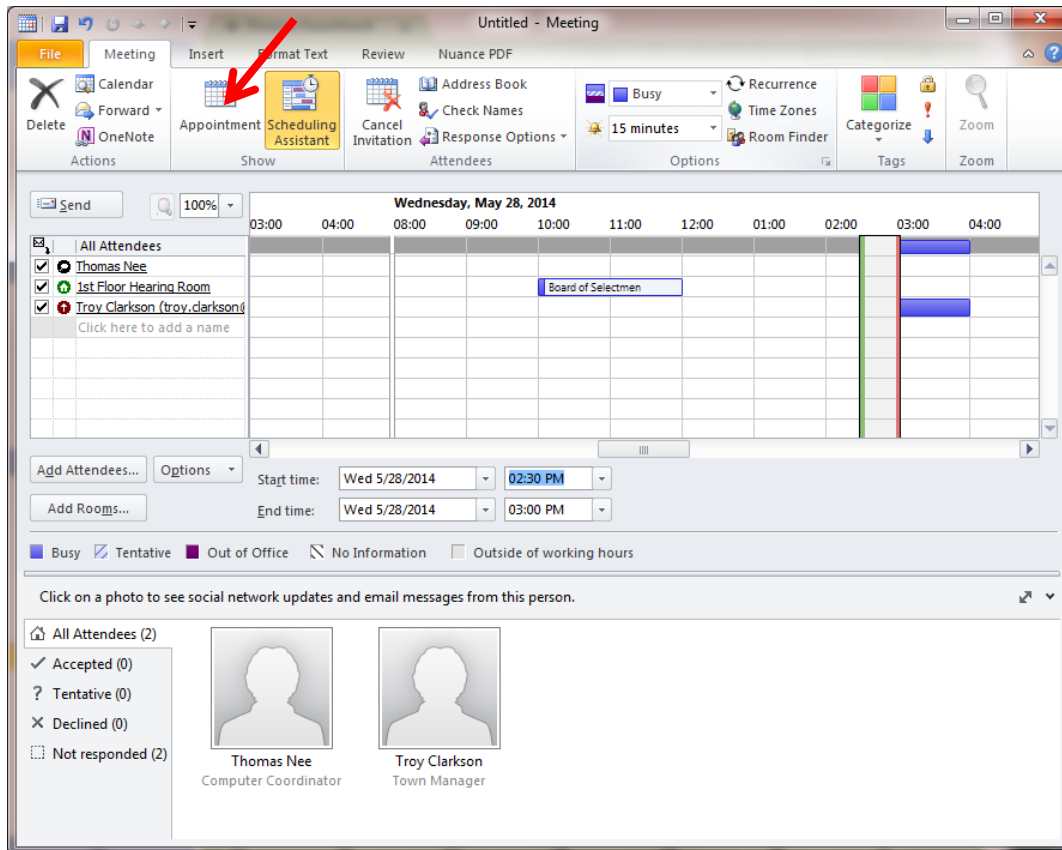 Untitled - Meeting
File Meeting Insert Format Text Review Nuance PDF
Delete Calendar Forward OneNote Actions
Appointment Scheduling Assistant Show
Cancel Invitation Address Book Check Names Response Options Attendees
Busy 15 minutes Recurrence Time Zones Room Finder Options
Categorize Tags
Zoom Zoom
Send 100%
Wednesday, May 28, 2014
03:00 04:00 08:00 09:00 10:00 11:00 12:00 01:00 02:00 03:00 04:00
All Attendees
Thomas Nee
1st Floor Hearing Room Board of Selectmen
Troy Clarkson (troy.clarkson@
Click here to add a name
Add Attendees... Options Start time: Wed 5/28/2014 02:30 PM
Add Rooms... End time: Wed 5/28/2014 03:00 PM
Busy Tentative Out of Office No Information Outside of working hours
Click on a photo to see social network updates and email messages from this person.
All Attendees (2)
Accepted (0)
Tentative (0)
Declined (0)
Not responded (2)
Thomas Nee Troy Clarkson
Computer Coordinator Town Manager